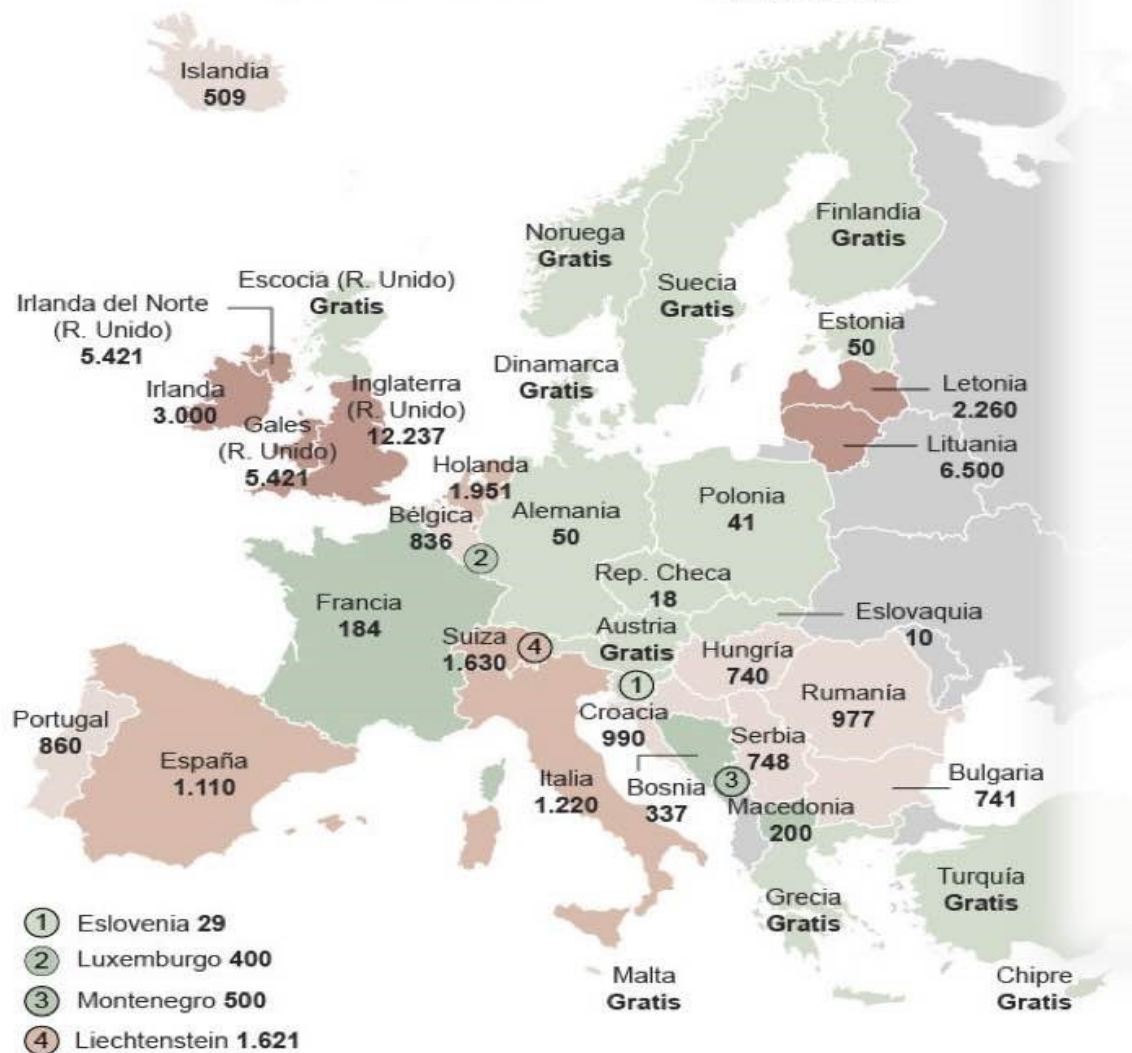 Islandia
509
Noruega
Gratis
Finlandia
Gratis
Suecia
Gratis
Escocia (R. Unido)
Gratis
Irlanda del Norte
(R. Unido)
5.421
Estonia
50
Dinamarca
Gratis
Irlanda
3.000
Inglaterra
(R. Unido)
12.237
Letonia
2.260
Gales
(R. Unido)
5.421
Lituania
6.500
Holanda
1.951
Bélgica
836
2
Alemania
50
Polonia
41
Rep. Checa
18
Eslovaquia
10
Francia
184
Suiza
1.630
4
Austria
Gratis
Hungría
740
1
Rumanía
977
Croacia
990
Portugal
860
España
1.110
Italia
1.220
Bosnia
337
Serbia
748
3
Bulgaria
741
Macedonia
200
Grecia
Gratis
Turquía
Gratis
Malta
Gratis
Chipre
Gratis
1 Eslovenia 29
2 Luxemburgo 400
3 Montenegro 500
4 Liechtenstein 1.621